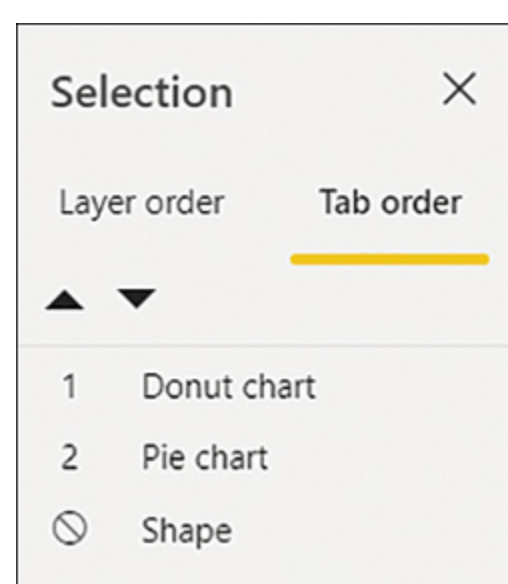 Selection
Layer order Tab order
1 Donut chart
2 Pie chart
Shape